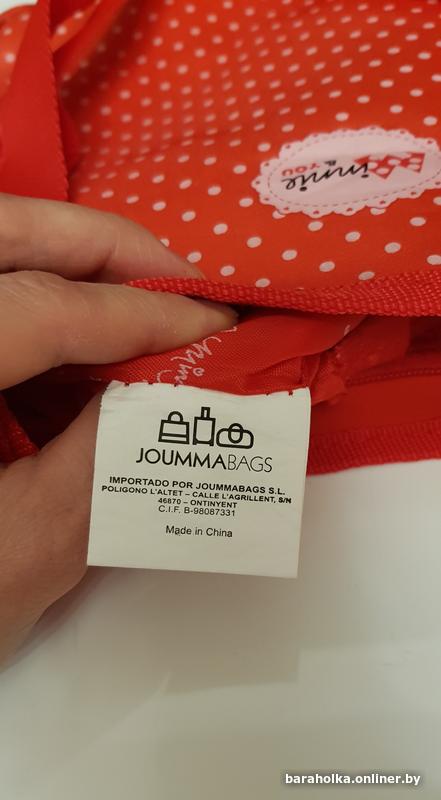 Minnie
& YOU
JOUMMABAGS
IMPORTADO POR JOUMMABAGS S.L.
POLIGONO L'ALTET – CALLE L'AGRILLENT, S/N
46870 – ONTINYENT
C.I.F. B-98087331
Made in China
baraholka.onliner.by